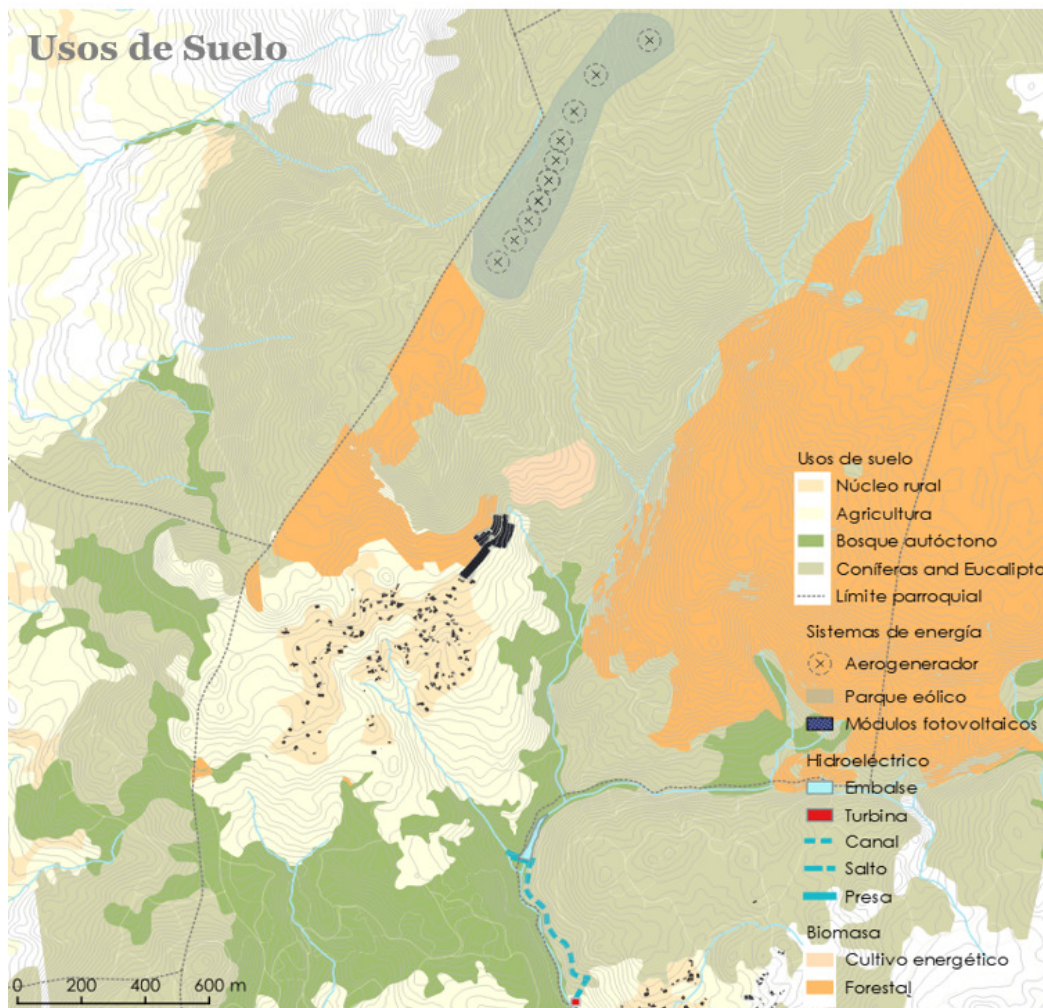 Usos de Suelo
Usos de suelo
Núcleo rural
Agricultura
Bosque autóctono
Coníferas and Eucalipto
Límite parroquial
Sistemas de energía
Aerogenerador
Parque eólico
Módulos fotovoltaicos
Hidroeléctrico
Embalse
Turbina
Canal
Salto
Presa
Biomasa
Cultivo energético
Forestal
0 200 400 600 m